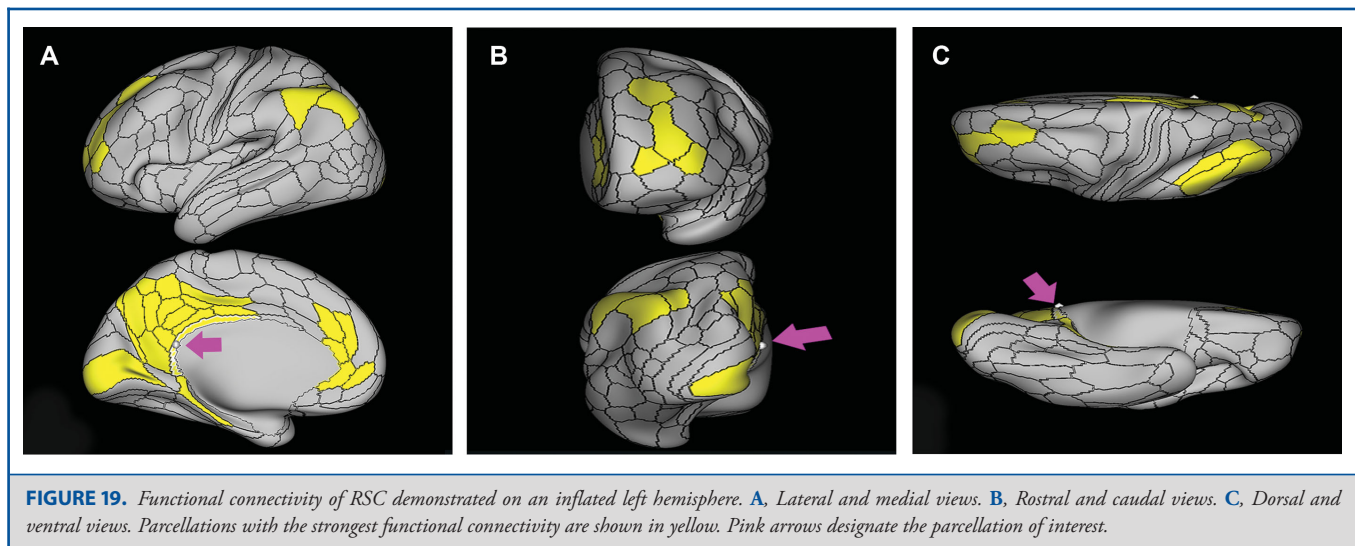 A
B
C
FIGURE 19. Functional connectivity of RSC demonstrated on an inflated left hemisphere. A, Lateral and medial views. B, Rostral and caudal views. C, Dorsal and
ventral views. Parcellations with the strongest functional connectivity are shown in yellow. Pink arrows designate the parcellation of interest.